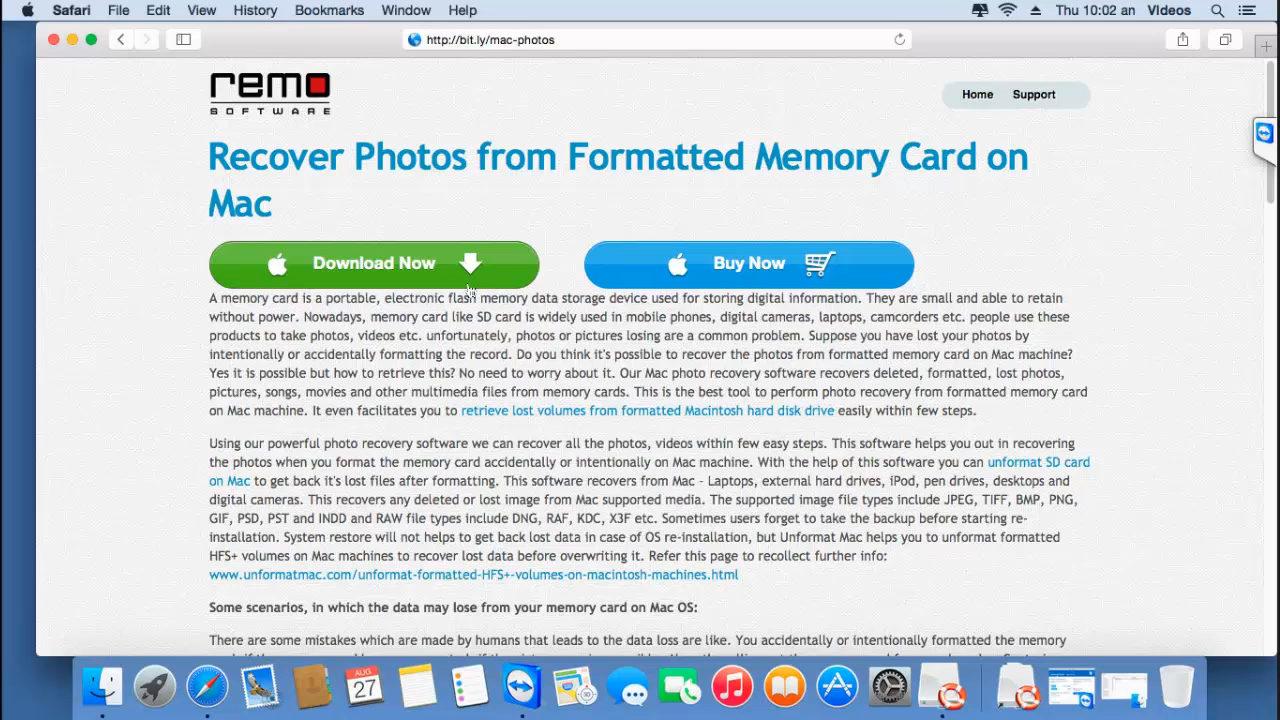 Safari File Edit View History Bookmarks Window Help Thu 10:02 an Videos
http://bit.ly/mac-photos
remo
SOFTWARE
Home Support
Recover Photos from Formatted Memory Card on
Mac
Download Now Buy Now
A memory card is a portable, electronic flash memory data storage device used for storing digital information. They are small and able to retain
without power. Nowadays, memory card like SD card is widely used in mobile phones, digital cameras, laptops, camcorders etc. people use these
products to take photos, videos etc. unfortunately, photos or pictures losing are a common problem. Suppose you have lost your photos by
intentionally or accidentally formatting the record. Do you think it's possible to recover the photos from formatted memory card on Mac machine?
Yes it is possible but how to retrieve this? No need to worry about it. Our Mac photo recovery software recovers deleted, formatted, lost photos,
pictures, songs, movies and other multimedia files from memory cards. This is the best tool to perform photo recovery from formatted memory card
on Mac machine. It even facilitates you to retrieve lost volumes from formatted Macintosh hard disk drive easily within few steps.
Using our powerful photo recovery software we can recover all the photos, videos within few easy steps. This software helps you out in recovering
the photos when you format the memory card accidentally or intentionally on Mac machine. With the help of this software you can unformat SD card
on Mac to get back it's lost files after formatting. This software recovers from Mac - Laptops, external hard drives, iPod, pen drives, desktops and
digital cameras. This recovers any deleted or lost image from Mac supported media. The supported image file types include JPEG, TIFF, BMP, PNG,
GIF, PSD, PST and INDD and RAW file types include DNG, RAF, KDC, X3F etc. Sometimes users forget to take the backup before starting re-
installation. System restore will not helps to get back lost data in case of OS re-installation, but Unformat Mac helps you to unformat formatted
HFS+ volumes on Mac machines to recover lost data before overwriting it. Refer this page to recollect further info:
www.unformatmac.com/unformat-formatted-HFS+-volumes-on-macintosh-machines.html
Some scenarios, in which the data may lose from your memory card on Mac OS:
There are some mistakes which are made by humans that leads to the data loss are like. You accidentally or intentionally formatted the memory
AUG
27